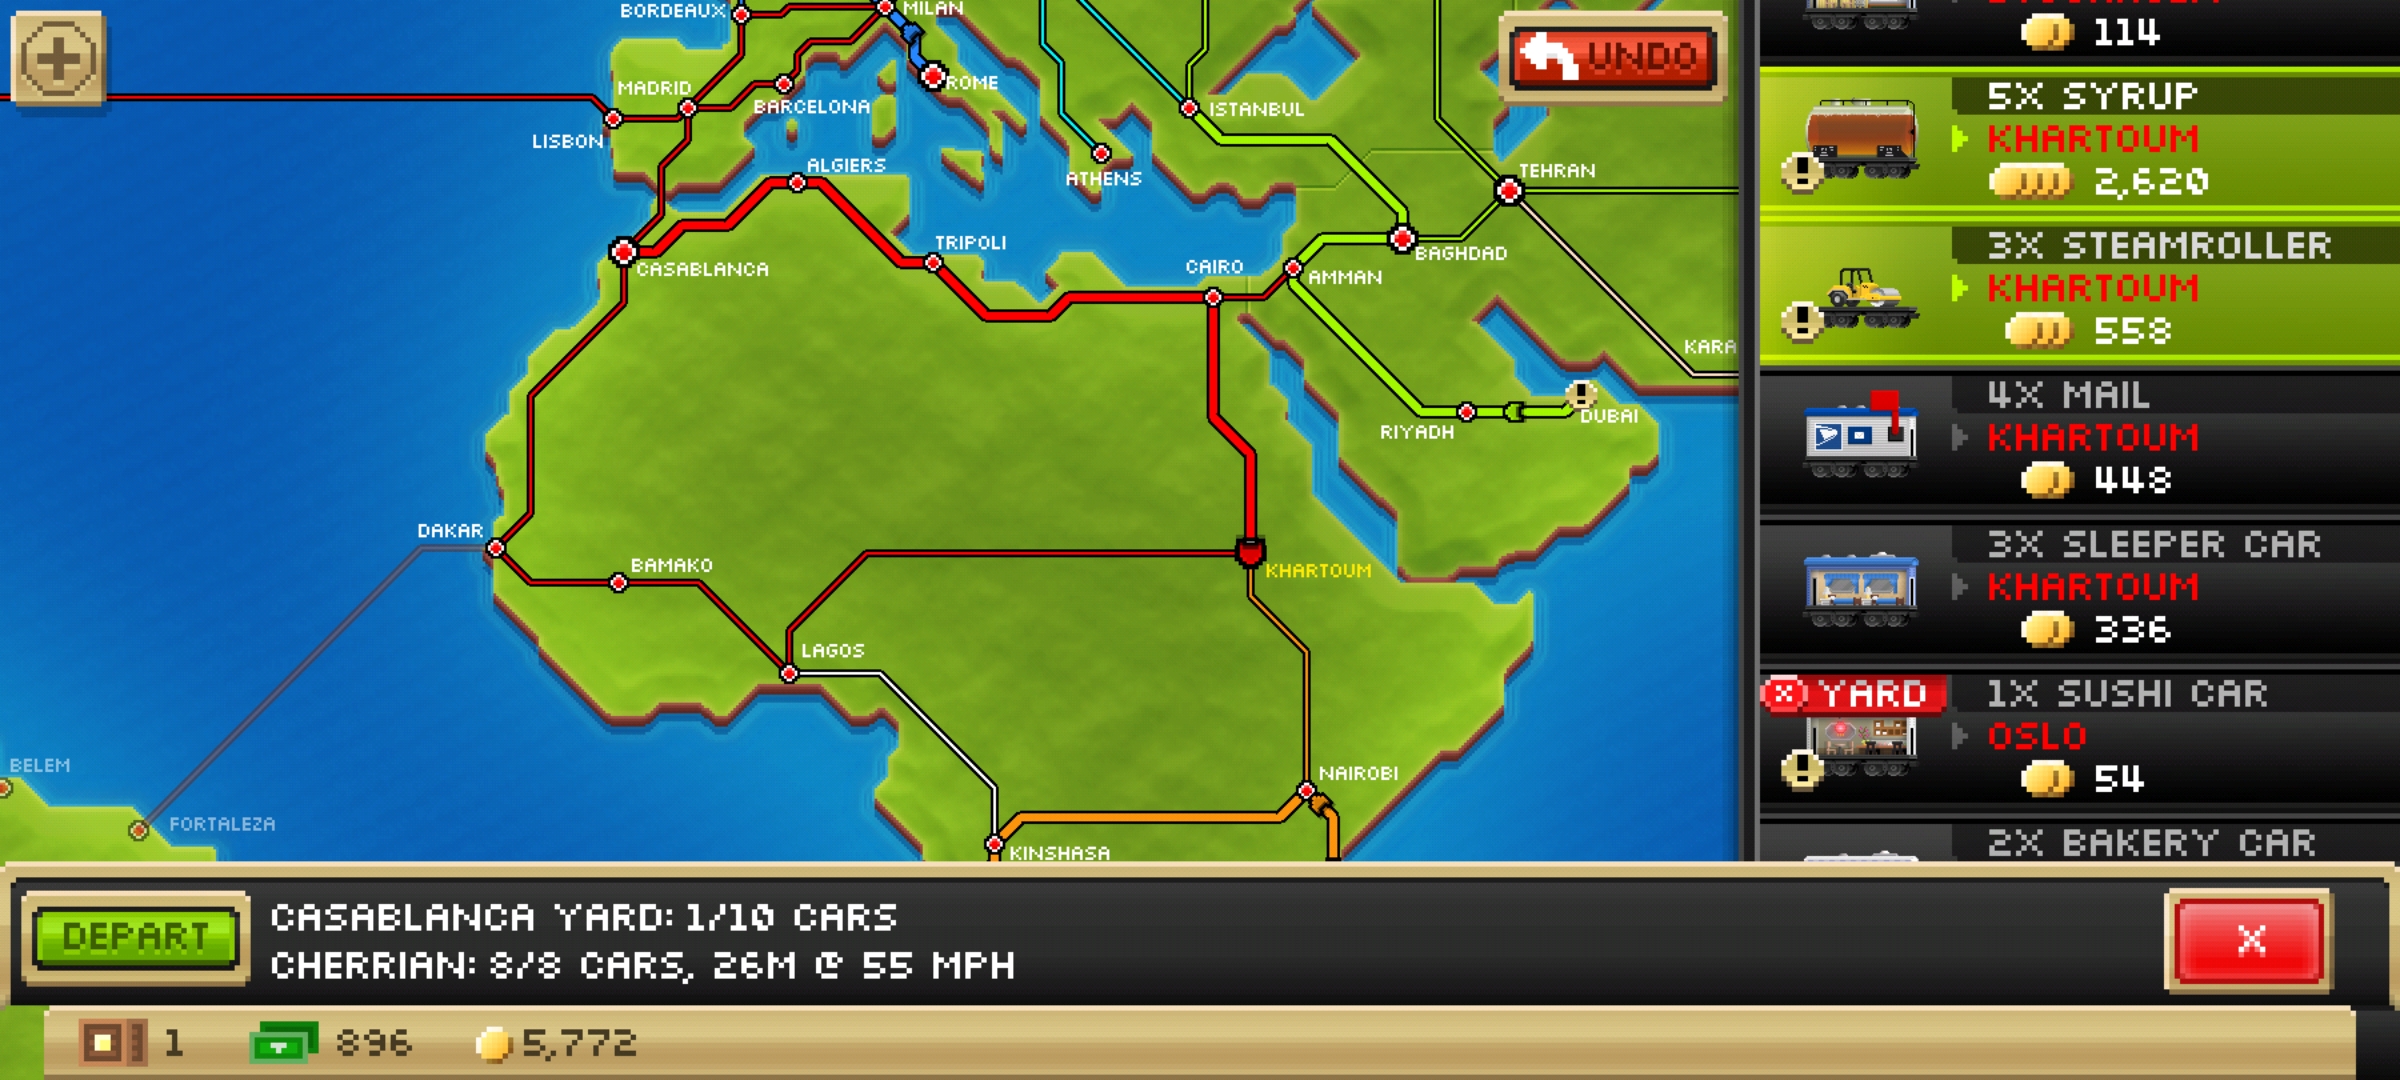 BORDEAUX
MILAN
ROME
MADRID
BARCELONA
LISBON
ALGIERS
ATHENS
ISTANBUL
TEHRAN
TRIPOLI
CASABLANCA
CAIRO
AMMAN
BAGHDAD
KARA
RIYADH
DUBAI
DAKAR
BAMAKO
KHARTOUM
LAGOS
NAIROBI
BELEM
FORTALEZA
KINSHASA
UNDO
114
5X SYRUP
KHARTOUM
2,620
3X STEAMROLLER
KHARTOUM
558
4X MAIL
KHARTOUM
448
3X SLEEPER CAR
KHARTOUM
336
X YARD
1X SUSHI CAR
OSLO
54
2X BAKERY CAR
DEPART
CASABLANCA YARD: 1/10 CARS
CHERRIAN: 8/8 CARS, 26M @ 55 MPH
X
1
896
5,772